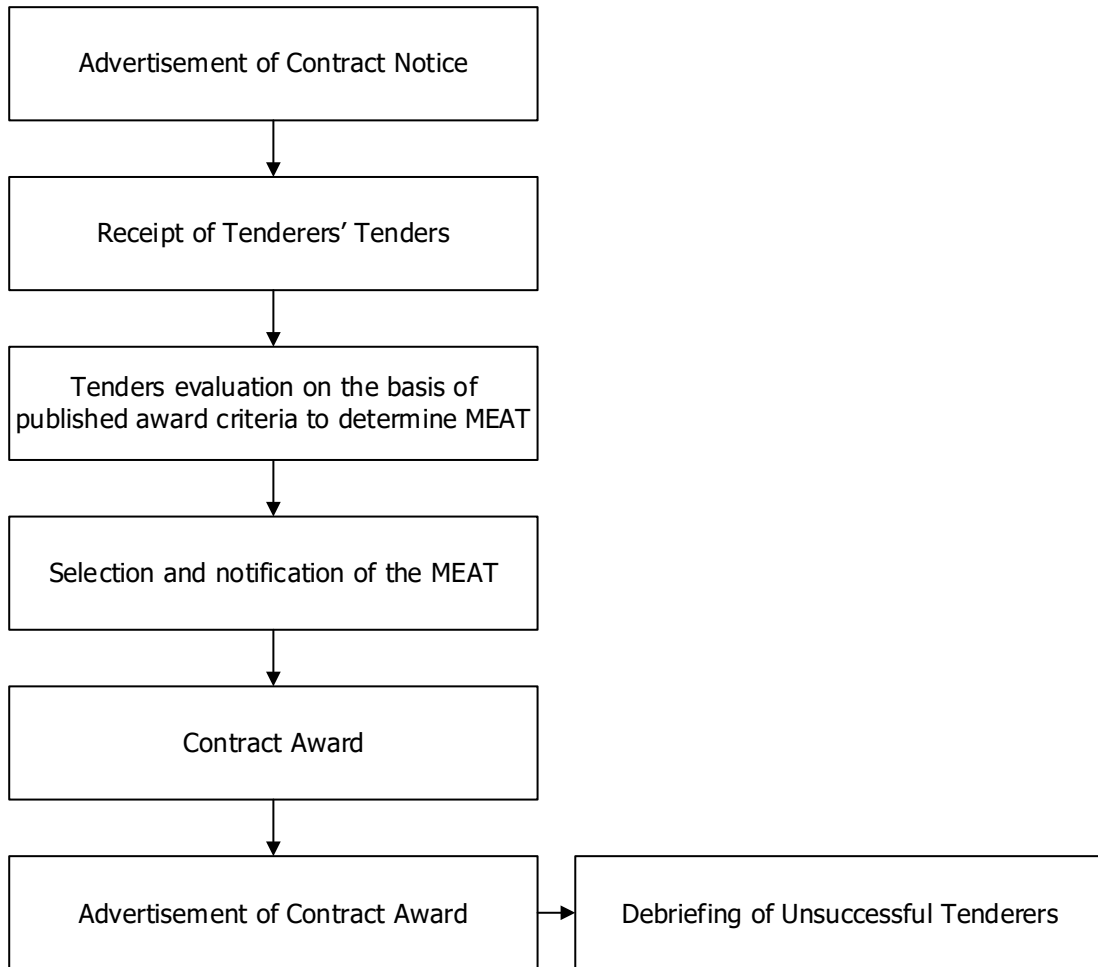 Advertisement of Contract Notice
Receipt of Tenderers’ Tenders
Tenders evaluation on the basis of
published award criteria to determine MEAT
Selection and notification of the MEAT
Contract Award
Advertisement of Contract Award
Debriefing of Unsuccessful Tenderers